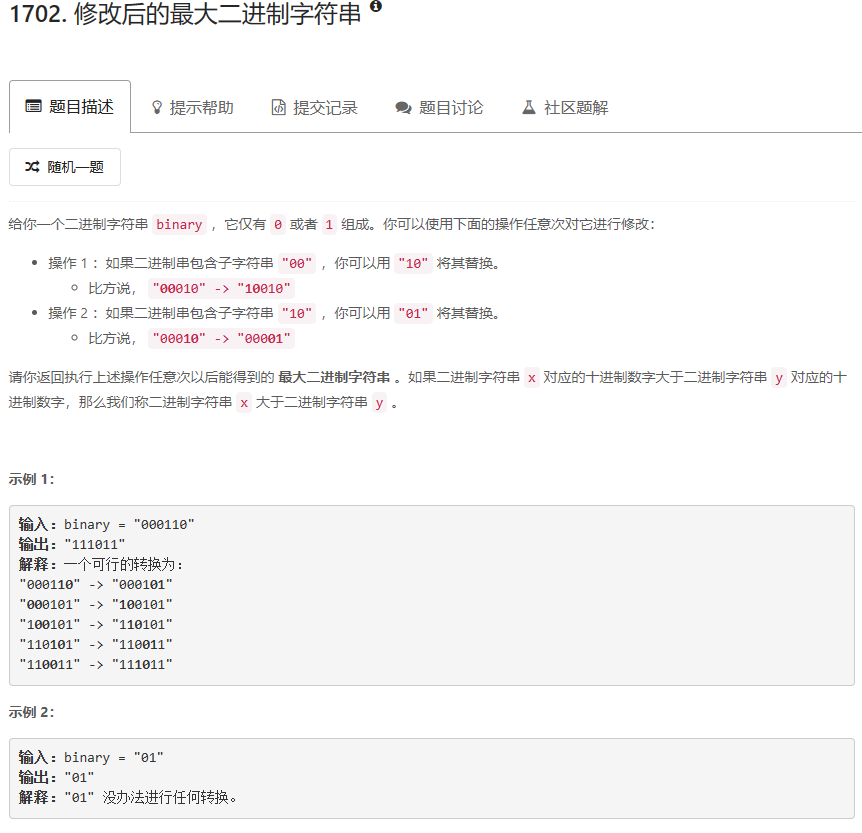 1702. 修改后的最大二进制字符串
题目描述 提示帮助 提交记录 题目讨论 社区题解
随机一题
给你一个二进制字符串 binary ，它仅有 0 或者 1 组成。你可以使用下面的操作任意次对它进行修改：
操作 1 ：如果二进制串包含子字符串 "00" ，你可以用 "10" 将其替换。
比方说， "00010" -> "10010"
操作 2 ：如果二进制串包含子字符串 "10" ，你可以用 "01" 将其替换。
比方说， "00010" -> "00001"
请你返回执行上述操作任意次以后能得到的 最大二进制字符串 。如果二进制字符串 x 对应的十进制数字大于二进制字符串 y 对应的十
进制数字，那么我们称二进制字符串 x 大于二进制字符串 y 。
示例 1：
输入：binary = "000110"
输出："111011"
解释：一个可行的转换为：
"000110" -> "000101"
"000101" -> "100101"
"100101" -> "110101"
"110101" -> "110011"
"110011" -> "111011"
示例 2：
输入：binary = "01"
输出："01"
解释："01" 没办法进行任何转换。